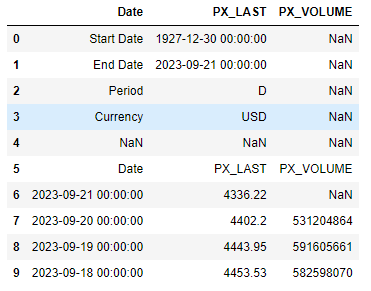 Date PX_LAST PX_VOLUME
0 Start Date 1927-12-30 00:00:00 NaN
1 End Date 2023-09-21 00:00:00 NaN
2 Period D NaN
3 Currency USD NaN
4 NaN NaN NaN
5 Date PX_LAST PX_VOLUME
6 2023-09-21 00:00:00 4336.22 NaN
7 2023-09-20 00:00:00 4402.2 531204864
8 2023-09-19 00:00:00 4443.95 591605661
9 2023-09-18 00:00:00 4453.53 582598070